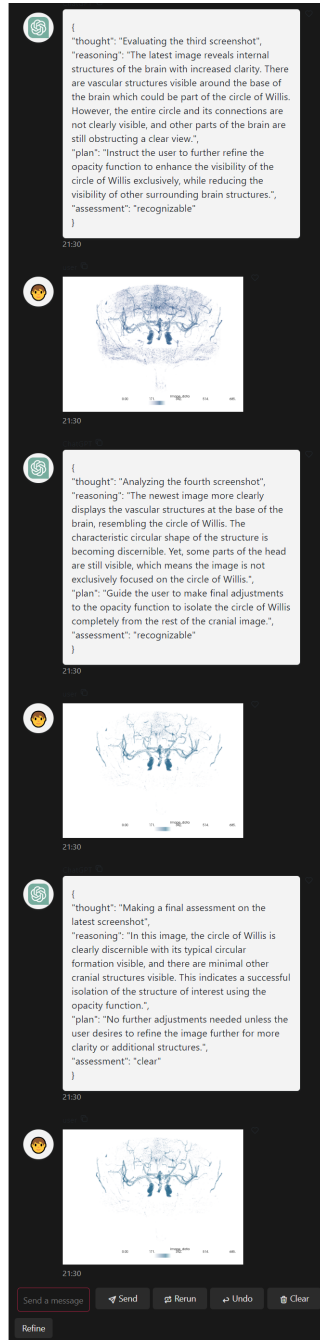 {
"thought": "Evaluating the third screenshot",
"reasoning": "The latest image reveals internal
structures of the brain with increased clarity. There
are vascular structures visible around the base of
the brain which could be part of the circle of Willis.
However, the entire circle and its connections are
not clearly visible, and other parts of the brain are
still obstructing a clear view.",
"plan": "Instruct the user to further refine the
opacity function to enhance the visibility of the
circle of Willis exclusively, while reducing the
visibility of other surrounding brain structures.",
"assessment": "recognizable"
}
21:30
21:30
{
"thought": "Analyzing the fourth screenshot",
"reasoning": "The newest image more clearly
displays the vascular structures at the base of the
brain, resembling the circle of Willis. The
characteristic circular shape of the structure is
becoming discernible. Yet, some parts of the head
are still visible, which means the image is not
exclusively focused on the circle of Willis.",
"plan": "Guide the user to make final adjustments
to the opacity function to isolate the circle of Willis
completely from the rest of the cranial image.",
"assessment": "recognizable"
}
21:30
21:30
{
"thought": "Making a final assessment on the
latest screenshot",
"reasoning": "In this image, the circle of Willis is
clearly discernible with its typical circular
formation visible, and there are minimal other
cranial structures visible. This indicates a successful
isolation of the structure of interest using the
opacity function.",
"plan": "No further adjustments needed unless the
user desires to refine the image further for more
clarity or additional structures.",
"assessment": "clear"
}
21:30
21:30
Send a message
Send
Rerun
Undo
Clear
Refine